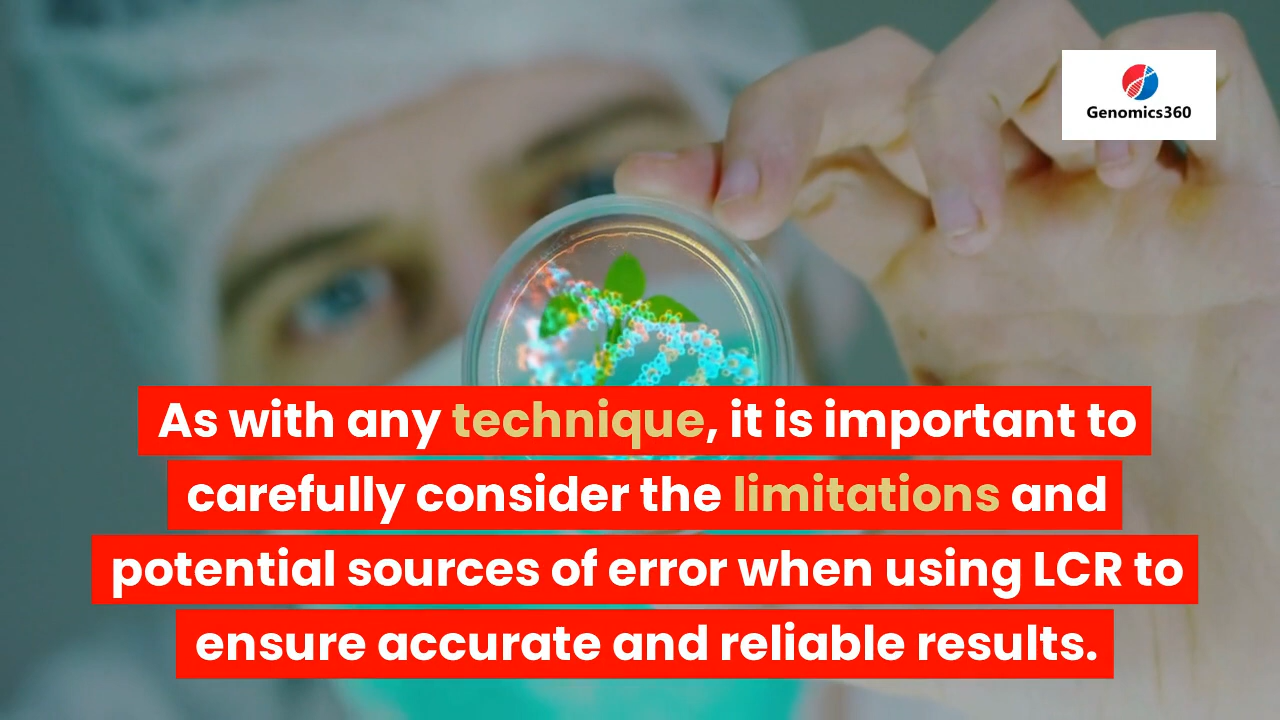 Genomics360
As with any technique, it is important to
carefully consider the limitations and
potential sources of error when using LCR to
ensure accurate and reliable results.